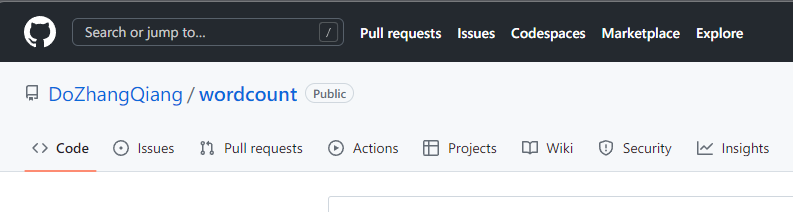 Search or jump to... / Pull requests Issues Codespaces Marketplace Explore
DoZhangQiang / wordcount Public
Code Issues Pull requests Actions Projects Wiki Security Insights